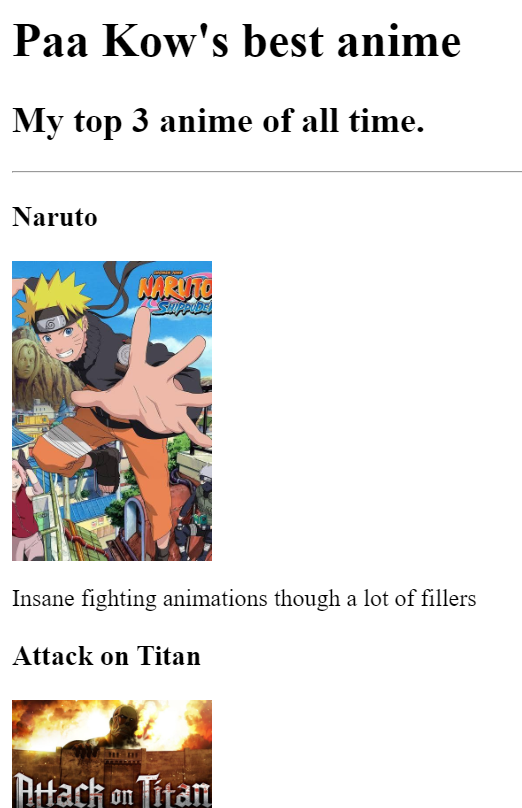 Paa Kow's best anime
My top 3 anime of all time.
Naruto
NARUTO
SHIPPUDEN
Insane fighting animations though a lot of fillers
Attack on Titan
Attack on Titan